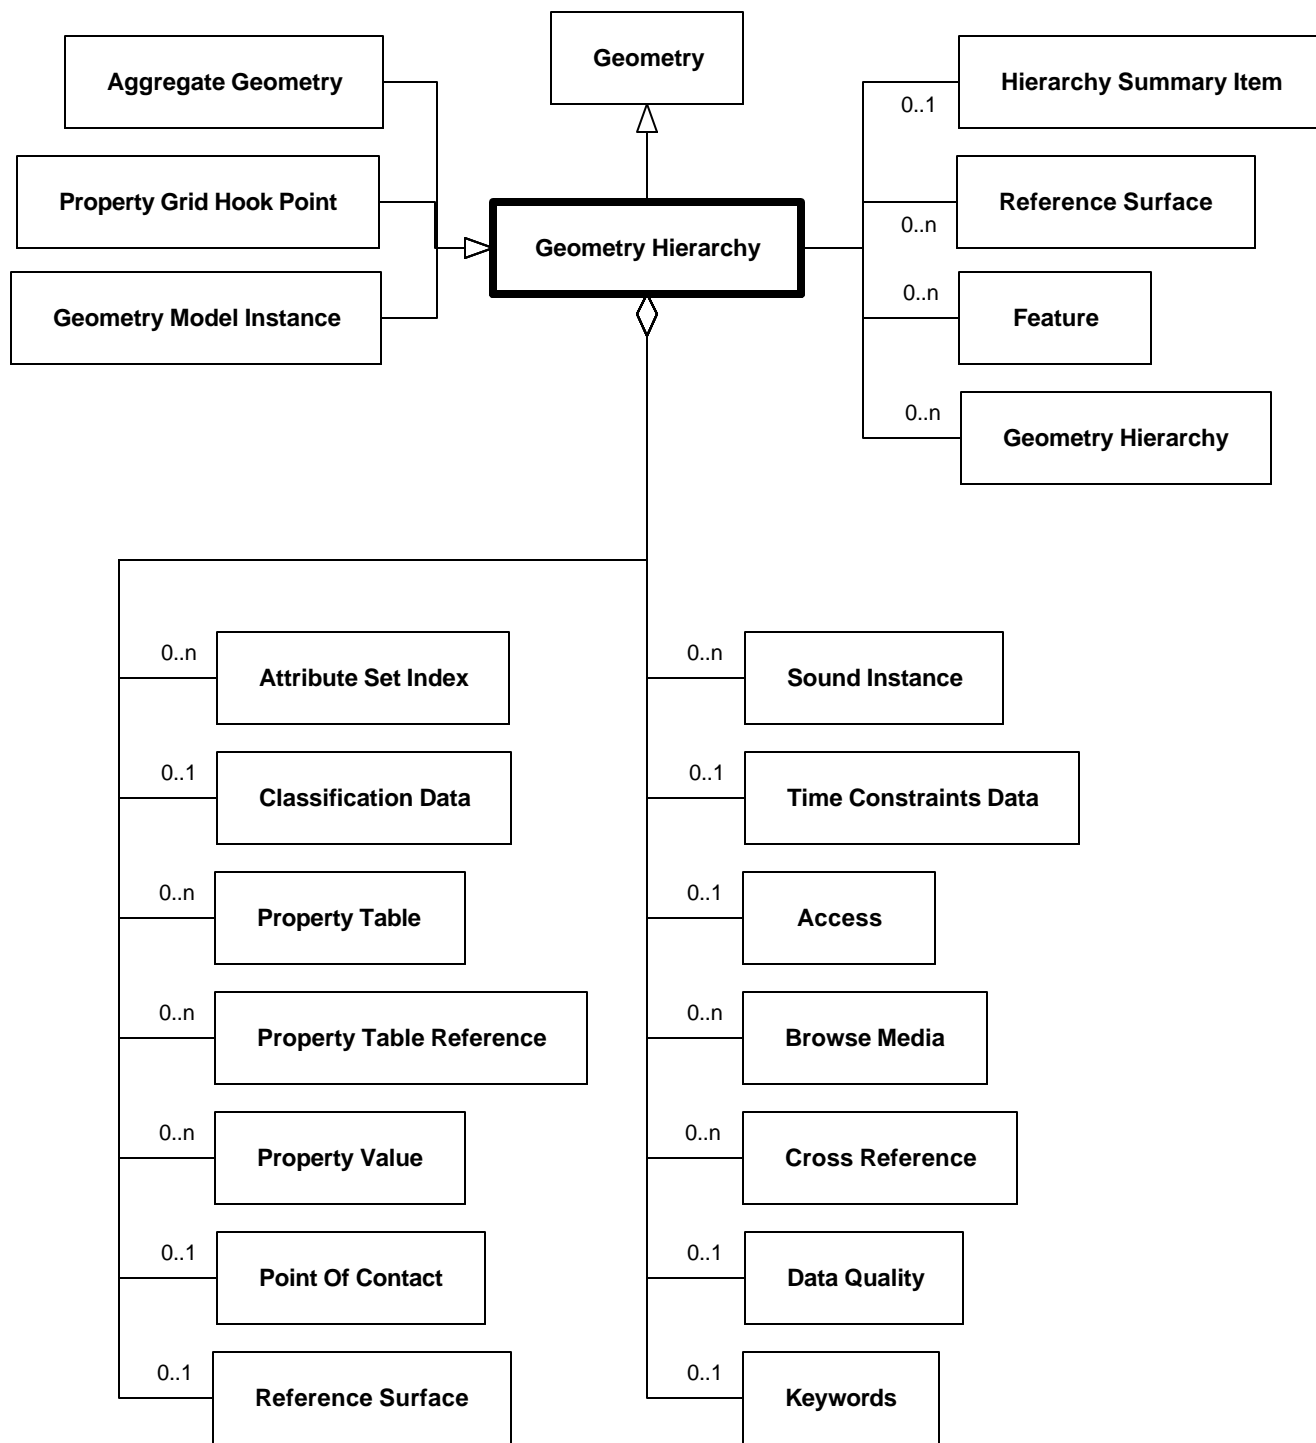 Geometry
Aggregate Geometry
Hierarchy Summary Item
0..1
Property Grid Hook Point
Reference Surface
0..n
Geometry Hierarchy
Geometry Model Instance
0..n
Feature
0..n
Geometry Hierarchy
0..n
Attribute Set Index
0..n
Sound Instance
0..1
Classification Data
0..1
Time Constraints Data
0..n
Property Table
0..1
Access
0..n
Property Table Reference
0..n
Browse Media
0..n
Property Value
0..n
Cross Reference
0..1
Point Of Contact
0..1
Data Quality
0..1
Reference Surface
0..1
Keywords